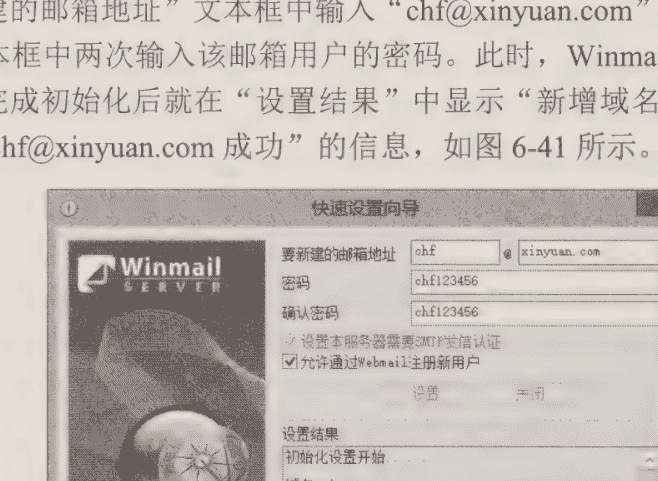 建的邮箱地址”文本框中输入“chf@xinyuan.com”
本框中两次输入该邮箱用户的密码。此时，Winma
完成初始化后就在“设置结果”中显示“新增域名
chf@xinyuan.com 成功”的信息，如图 6-41 所示。
快速设置向导
Winmail
SERVER
要新建的邮箱地址 chf @ xinyuan.com
密码 chf123456
确认密码 chf123456
设置本服务器需要SMTP发信认证
允许通过Webmail注册新用户
设置 关闭
设置结果
初始化设置开始......